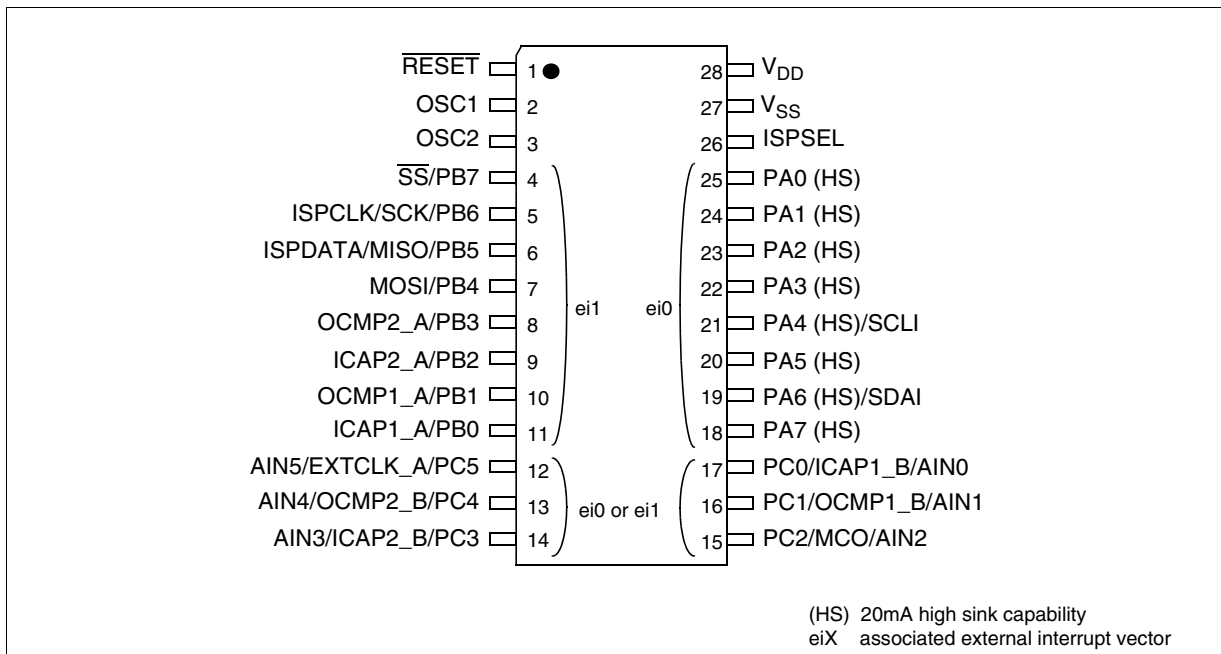 RESET 1 28 VDD
OSC1 2 27 VSS
OSC2 3 26 ISPSEL
SS/PB7 4 25 PA0 (HS)
ISPCLK/SCK/PB6 5 24 PA1 (HS)
ISPDATA/MISO/PB5 6 23 PA2 (HS)
MOSI/PB4 7 22 PA3 (HS)
ei1 ei0
OCMP2_A/PB3 8 21 PA4 (HS)/SCLI
ICAP2_A/PB2 9 20 PA5 (HS)
OCMP1_A/PB1 10 19 PA6 (HS)/SDAI
ICAP1_A/PB0 11 18 PA7 (HS)
AIN5/EXTCLK_A/PC5 12 17 PC0/ICAP1_B/AIN0
AIN4/OCMP2_B/PC4 13 ei0 or ei1 16 PC1/OCMP1_B/AIN1
AIN3/ICAP2_B/PC3 14 15 PC2/MCO/AIN2
(HS) 20mA high sink capability
eiX associated external interrupt vector